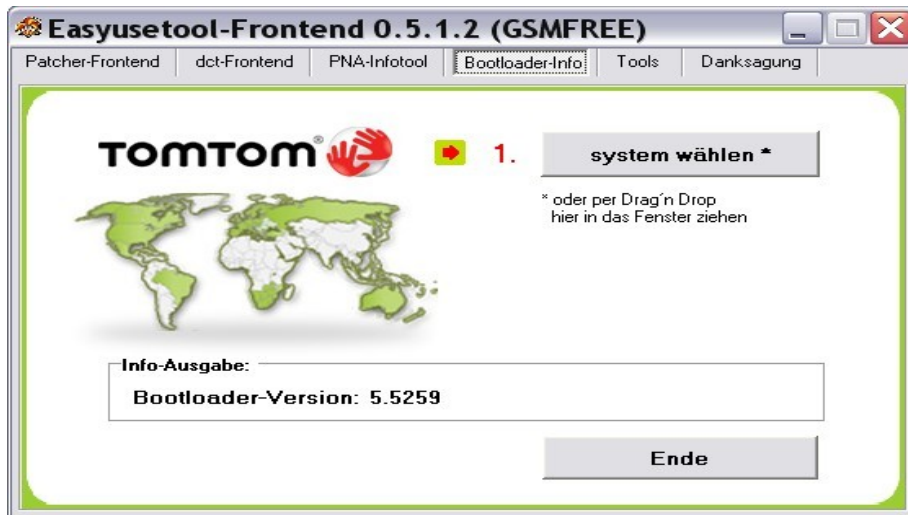 Easyusetool-Frontend 0.5.1.2 (GSMFREE)
Patcher-Frontend dct-Frontend PNA-Infotool Bootloader-Info Tools Danksagung
TOMTOM® 1. system wählen *
* oder per Drag´n Drop
hier in das Fenster ziehen
Info-Ausgabe:
Bootloader-Version: 5.5259
Ende